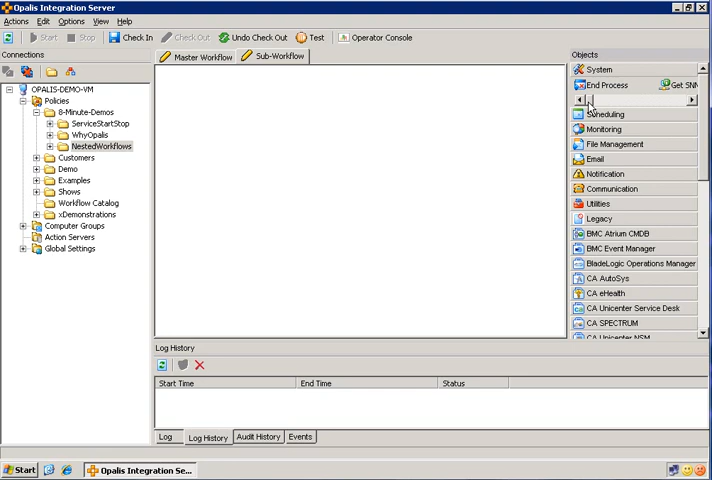 Opalis Integration Server
Actions Edit Options View Help
Start Stop Check In Check Out Undo Check Out Test Operator Console
Connections
OPALIS-DEMO-VM
Policies
8-Minute-Demos
ServiceStartStop
WhyOpalis
NestedWorkflows
Customers
Demo
Examples
Shows
Workflow Catalog
xDemonstrations
Computer Groups
Action Servers
Global Settings
Master Workflow Sub-Workflow
Objects
System
End Process Get SNM
Scheduling
Monitoring
File Management
Email
Notification
Communication
Utilities
Legacy
BMC Atrium CMDB
BMC Event Manager
BladeLogic Operations Manager
CA AutoSys
CA eHealth
CA Unicenter Service Desk
CA SPECTRUM
CA Unicenter NSM
Log History
Start Time End Time Status
Log Log History Audit History Events
Start Opalis Integration Se...